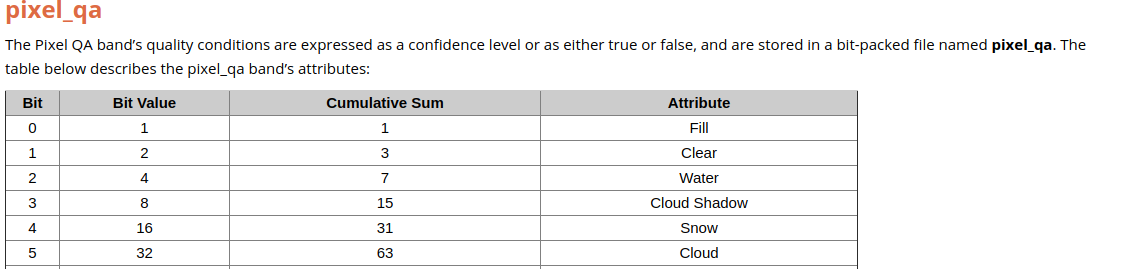 pixel_qa
The Pixel QA band's quality conditions are expressed as a confidence level or as either true or false, and are stored in a bit-packed file named pixel_qa. The
table below describes the pixel_qa band's attributes:
Bit Bit Value Cumulative Sum Attribute
0 1 1 Fill
1 2 3 Clear
2 4 7 Water
3 8 15 Cloud Shadow
4 16 31 Snow
5 32 63 Cloud